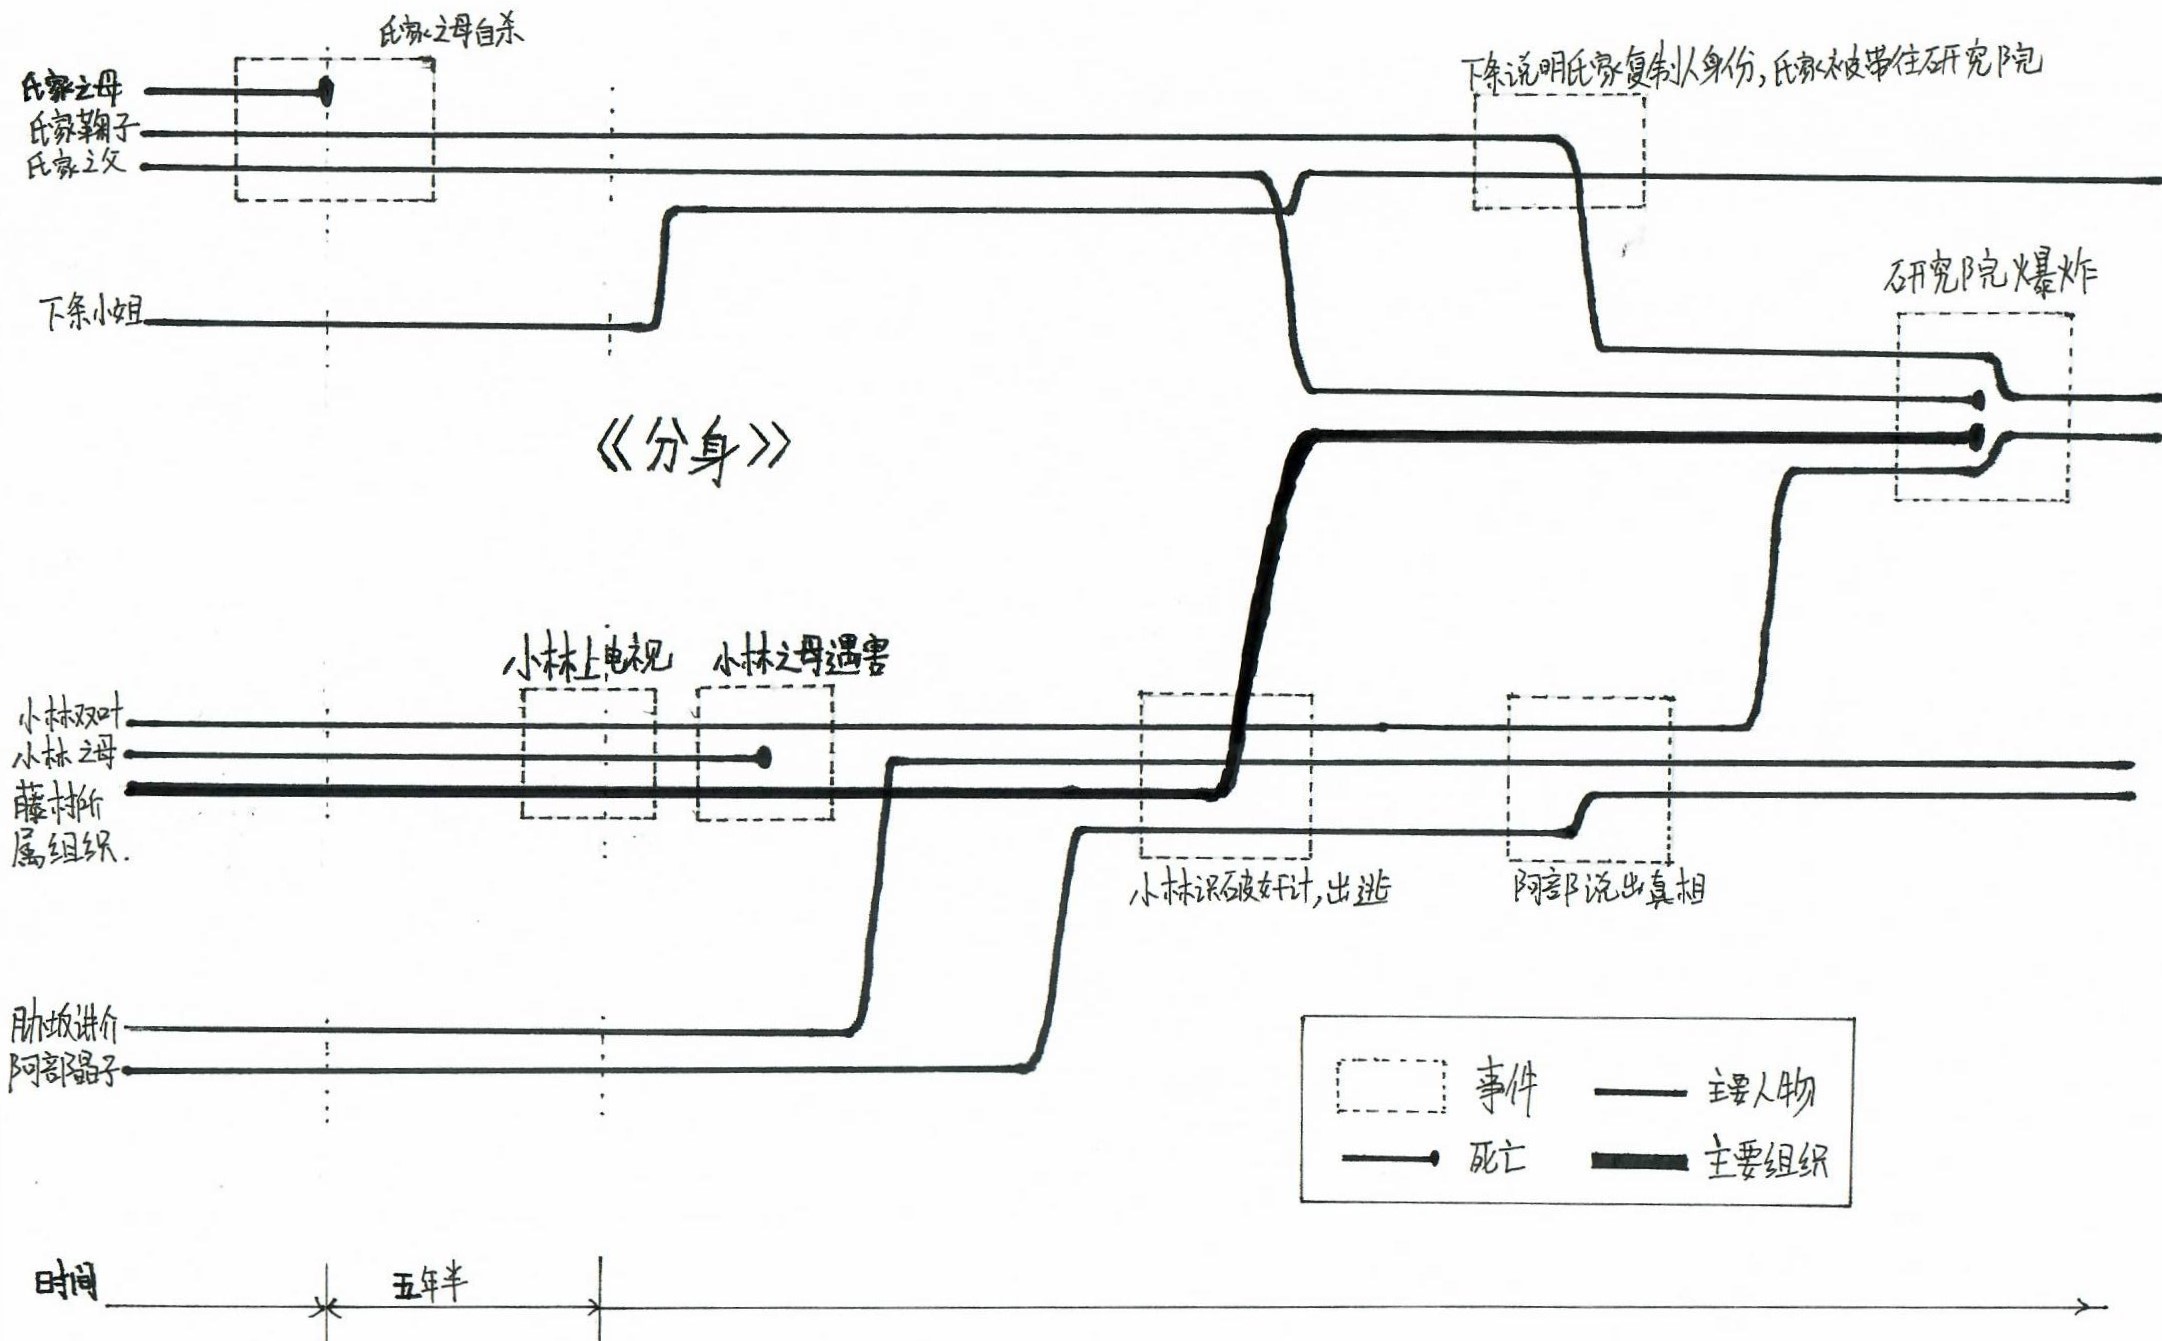 氏家之母自杀
下条说明氏家复制人身份,氏家被带往研究院
氏家之母
氏家鞠子
氏家之父
研究院爆炸
下条小姐
《分身》
小林上电视
小林之母遇害
小林双叶
小林之母
藤村所
属组织.
小林识破奸计,出逃
阿部说出真相
胁坂讲介
阿部晶子
事件
主要人物
死亡
主要组织
时间
五年半